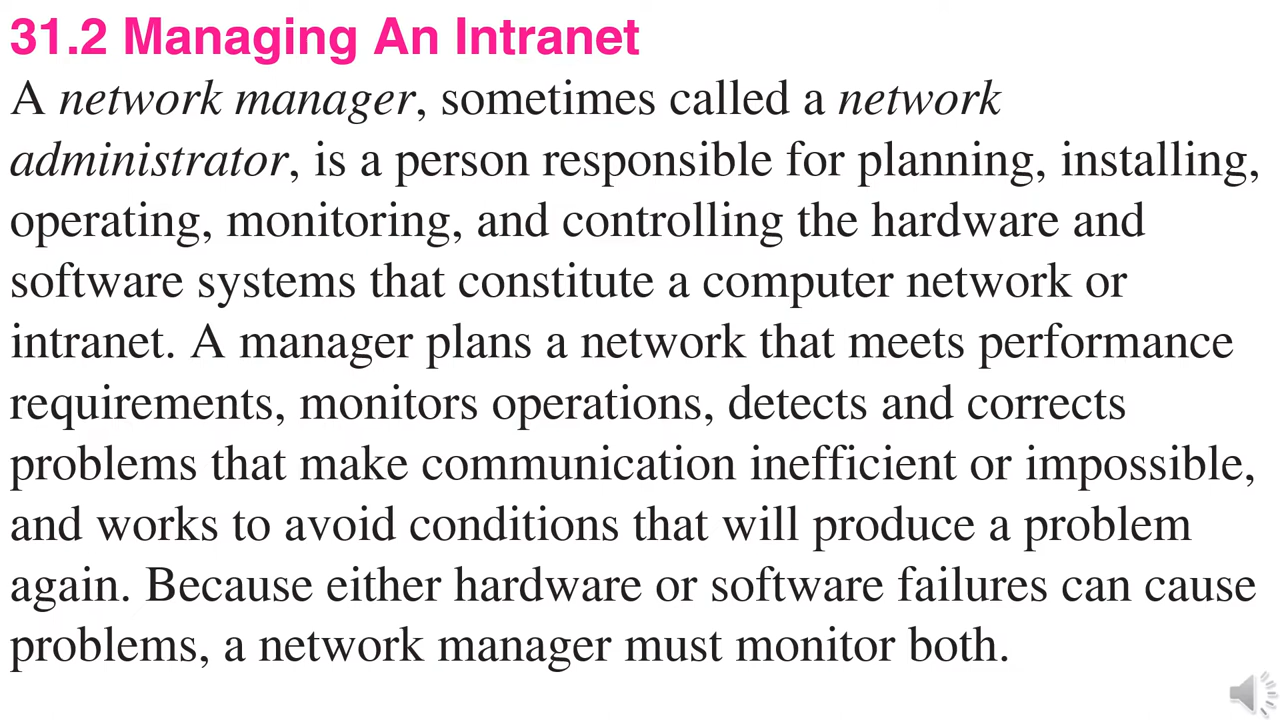 31.2 Managing An Intranet
A network manager, sometimes called a network
administrator, is a person responsible for planning, installing,
operating, monitoring, and controlling the hardware and
software systems that constitute a computer network or
intranet. A manager plans a network that meets performance
requirements, monitors operations, detects and corrects
problems that make communication inefficient or impossible,
and works to avoid conditions that will produce a problem
again. Because either hardware or software failures can cause
problems, a network manager must monitor both.